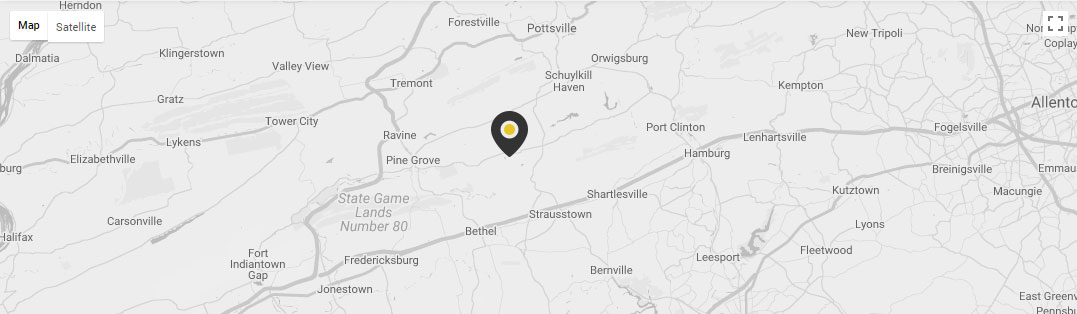 Herndon
Map
Satellite
Forestville
Pottsville
New Tripoli
Coplay
Dalmatia
Klingerstown
Valley View
Orwigsburg
Schuylkill
Haven
Tremont
Kempton
Gratz
Allento
Tower City
Ravine
Port Clinton
Fogelsville
Lenhartsville
Lykens
Elizabethville
Pine Grove
Hamburg
burg
Breinigsville
Emmau
Kutztown
Macungie
State Game
Lands
Number 80
Shartlesville
Strausstown
Carsonville
Lyons
Halifax
Bethel
Fort
Indiantown
Gap
Fredericksburg
Leesport
Fleetwood
Bernville
Jonestown
East Greenv
Pennsbu